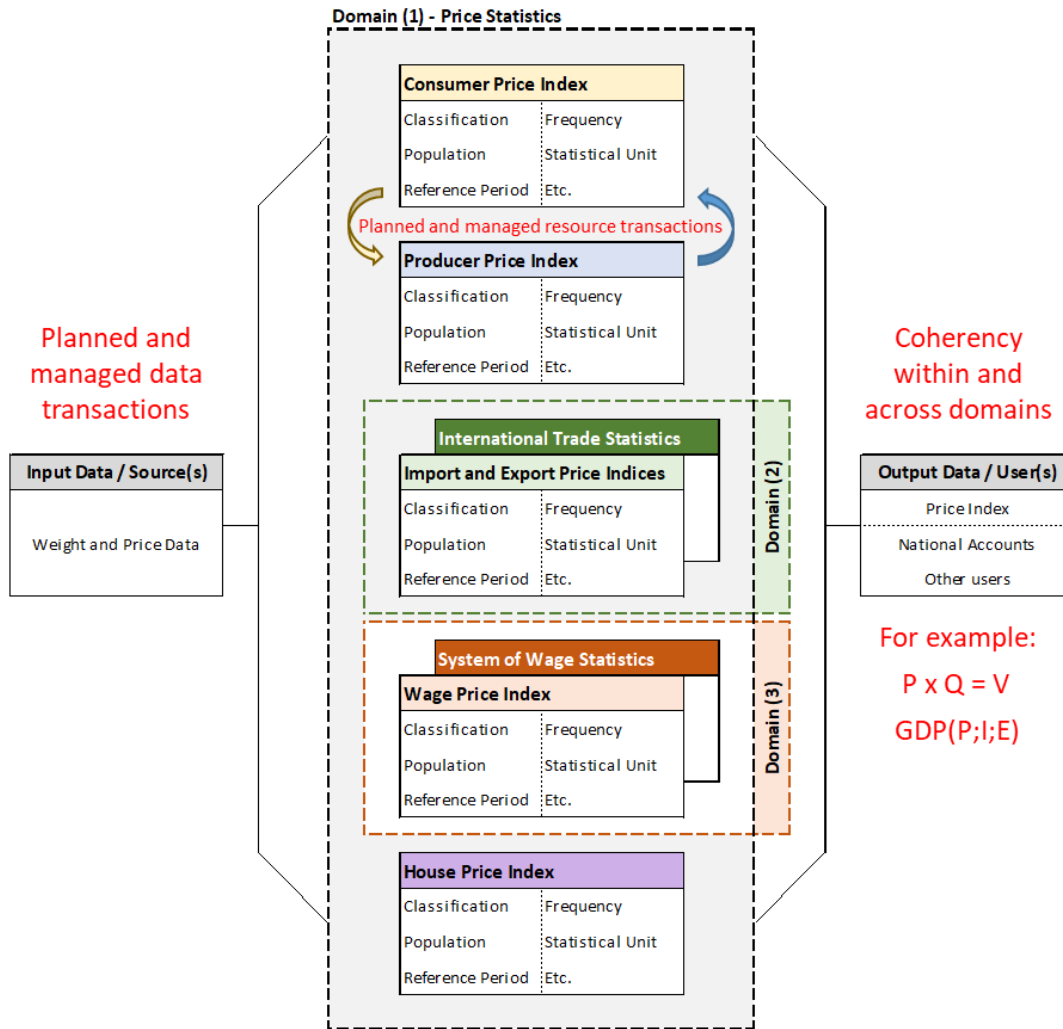 Domain (1) - Price Statistics
Consumer Price Index
Classification Frequency
Population Statistical Unit
Reference Period Etc.
Planned and managed resource transactions
Producer Price Index
Classification Frequency
Population Statistical Unit
Reference Period Etc.
Planned and
managed data
transactions
Input Data / Source(s)
Weight and Price Data
International Trade Statistics
Import and Export Price Indices
Classification Frequency
Population Statistical Unit
Reference Period Etc.
Domain (2)
System of Wage Statistics
Wage Price Index
Classification Frequency
Population Statistical Unit
Reference Period Etc.
Domain (3)
House Price Index
Classification Frequency
Population Statistical Unit
Reference Period Etc.
Coherency
within and
across domains
Output Data / User(s)
Price Index
National Accounts
Other users
For example:
P x Q = V
GDP(P;I;E)